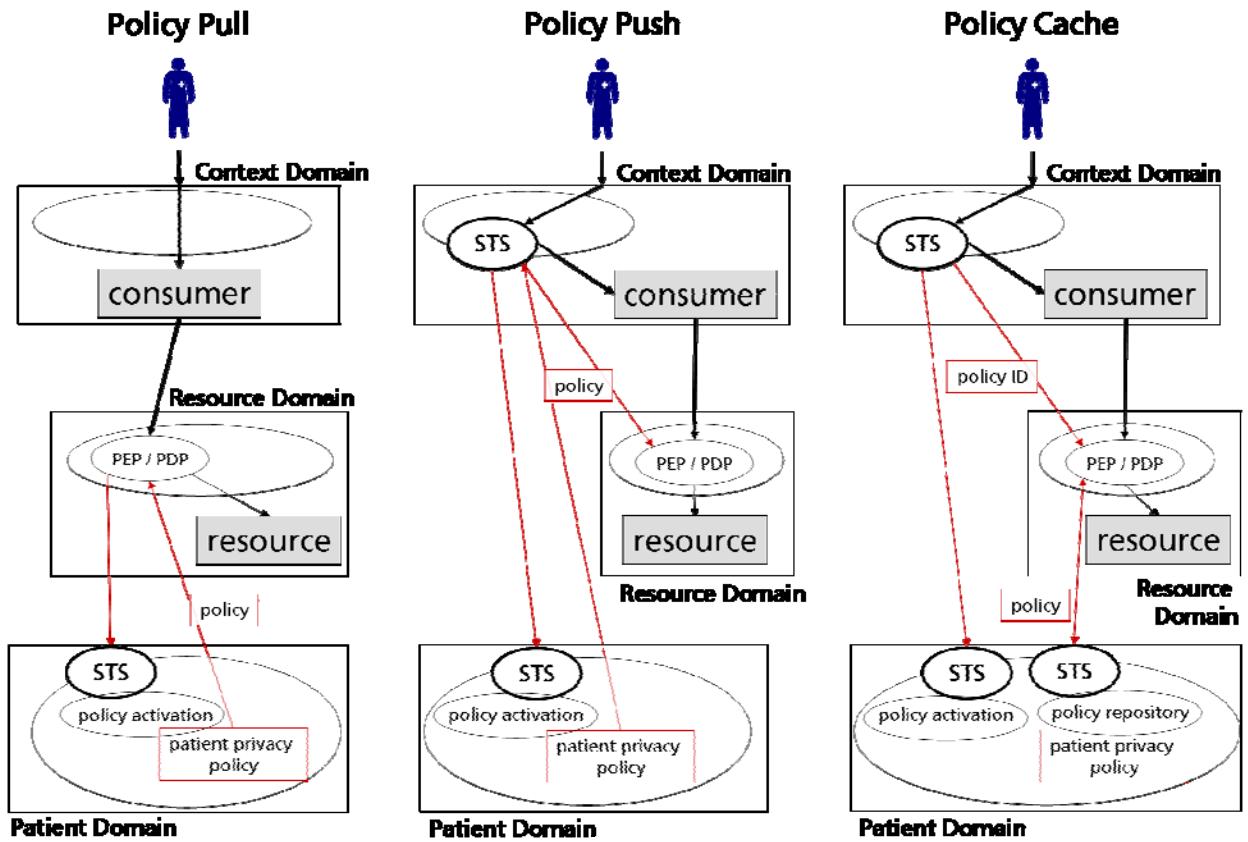 Policy Pull
Context Domain
consumer
Resource Domain
PEP / PDP
resource
policy
STS
policy activation
patient privacy
policy
Patient Domain
Policy Push
Context Domain
STS
consumer
policy
PEP / PDP
resource
Resource Domain
STS
policy activation
patient privacy
policy
Patient Domain
Policy Cache
Context Domain
STS
consumer
policy ID
PEP / PDP
resource
Resource
Domain
policy
STS
STS
policy activation
policy repository
patient privacy
policy
Patient Domain